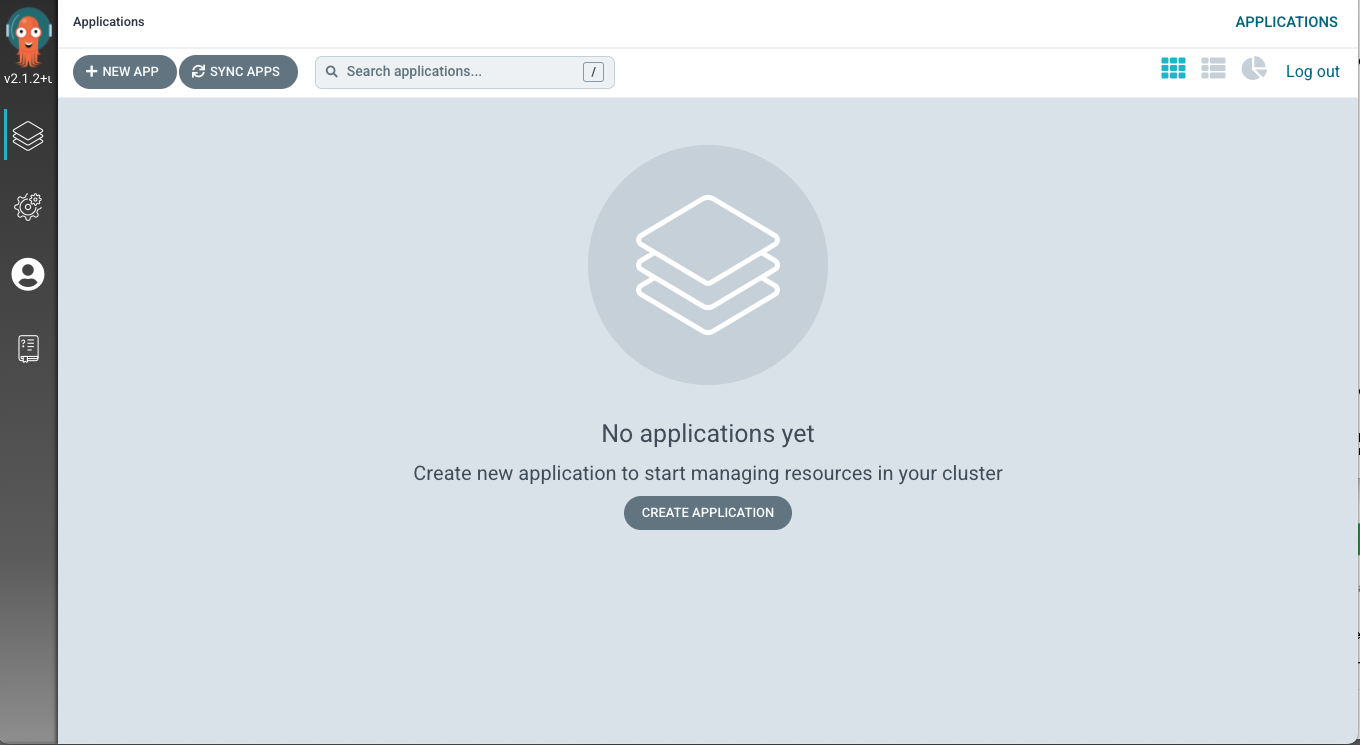 Applications
APPLICATIONS
v2.1.2+u
NEW APP
SYNC APPS
Search applications...
/
Log out
No applications yet
Create new application to start managing resources in your cluster
CREATE APPLICATION